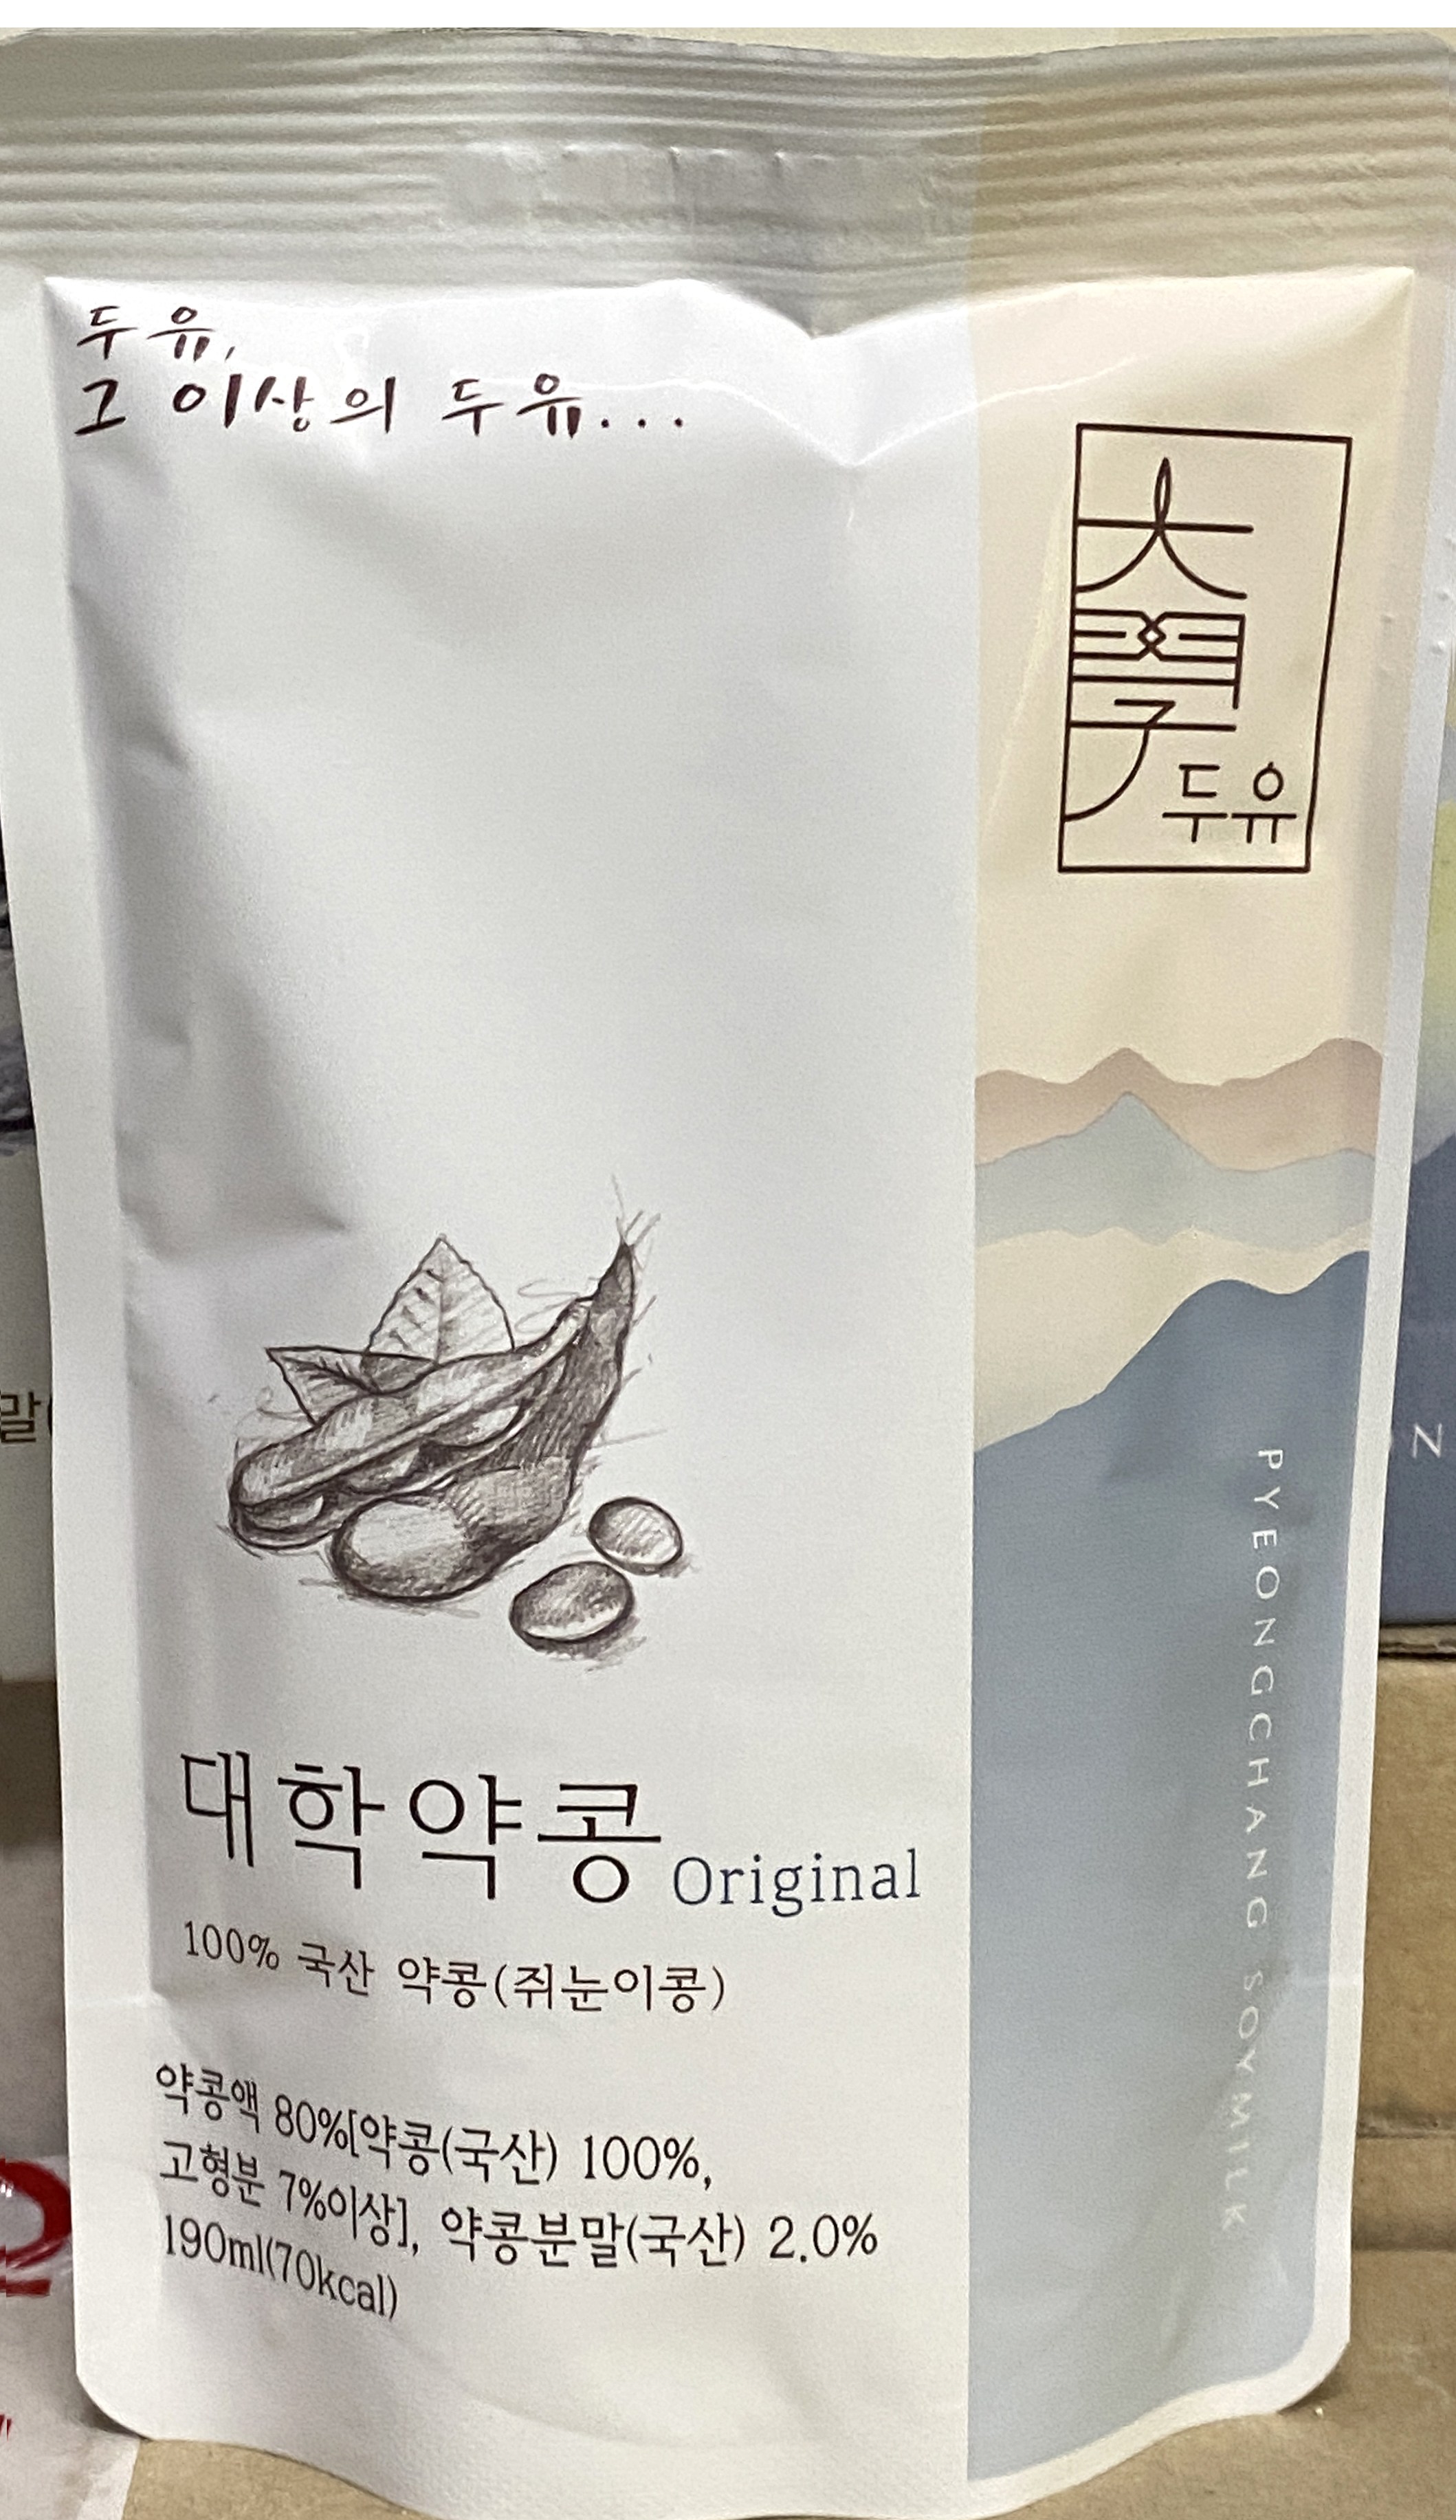 두유,
그 이상의 두유...
大學
두유
대학약콩 Original
100% 국산 약콩(쥐눈이콩)
약콩액 80%[약콩(국산) 100%,
고형분 7%이상], 약콩분말(국산) 2.0%
190ml(70kcal)
PYEONGCHANG SOYMILK
말(
N